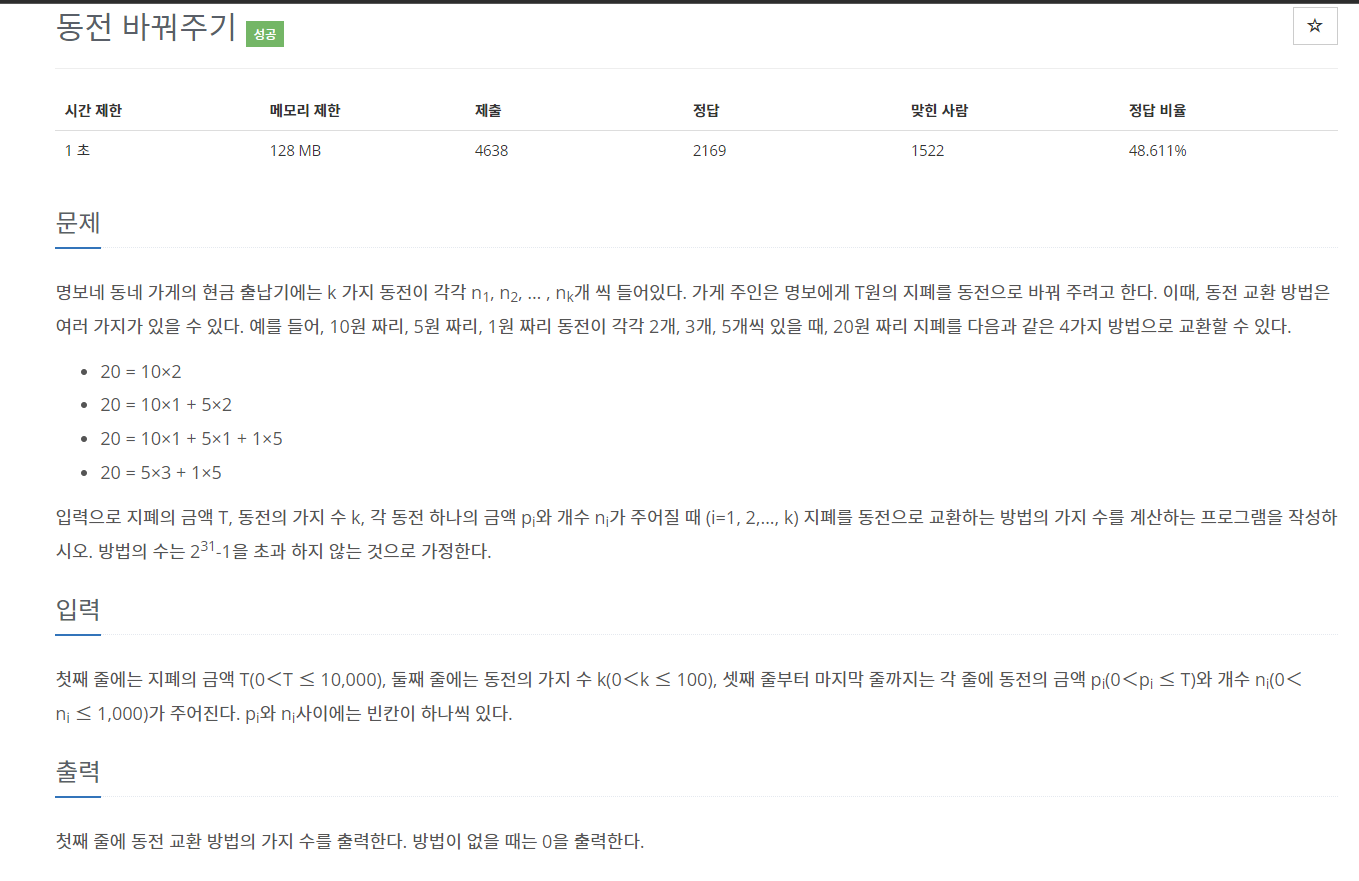 동전 바꿔주기 성공
☆
시간 제한 메모리 제한 제출 정답 맞힌 사람 정답 비율
1 초 128 MB 4638 2169 1522 48.611%
문제
명보네 동네 가게의 현금 출납기에는 k 가지 동전이 각각 n1, n2, ... , nk개 씩 들어있다. 가게 주인은 명보에게 T원의 지폐를 동전으로 바꿔 주려고 한다. 이때, 동전 교환 방법은
여러 가지가 있을 수 있다. 예를 들어, 10원 짜리, 5원 짜리, 1원 짜리 동전이 각각 2개, 3개, 5개씩 있을 때, 20원 짜리 지폐를 다음과 같은 4가지 방법으로 교환할 수 있다.
• 20 = 10×2
• 20 = 10×1 + 5×2
• 20 = 10×1 + 5×1 + 1×5
• 20 = 5×3 + 1×5
입력으로 지폐의 금액 T, 동전의 가지 수 k, 각 동전 하나의 금액 pi와 개수 ni가 주어질 때 (i=1, 2,..., k) 지폐를 동전으로 교환하는 방법의 가지 수를 계산하는 프로그램을 작성하
시오. 방법의 수는 2^31-1을 초과 하지 않는 것으로 가정한다.
입력
첫째 줄에는 지폐의 금액 T(0<T ≤ 10,000), 둘째 줄에는 동전의 가지 수 k(0<k ≤ 100), 셋째 줄부터 마지막 줄까지는 각 줄에 동전의 금액 pi(0<pi ≤ T)와 개수 ni(0<
ni ≤ 1,000)가 주어진다. pi와 ni사이에는 빈칸이 하나씩 있다.
출력
첫째 줄에 동전 교환 방법의 가지 수를 출력한다. 방법이 없을 때는 0을 출력한다.